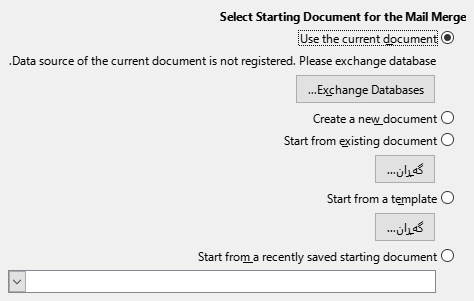 Select Starting Document for the Mail Merge
Use the current document
.Data source of the current document is not registered. Please exchange database
...Exchange Databases
Create a new document
Start from existing document
گەڕان...
Start from a template
گەڕان...
Start from a recently saved starting document